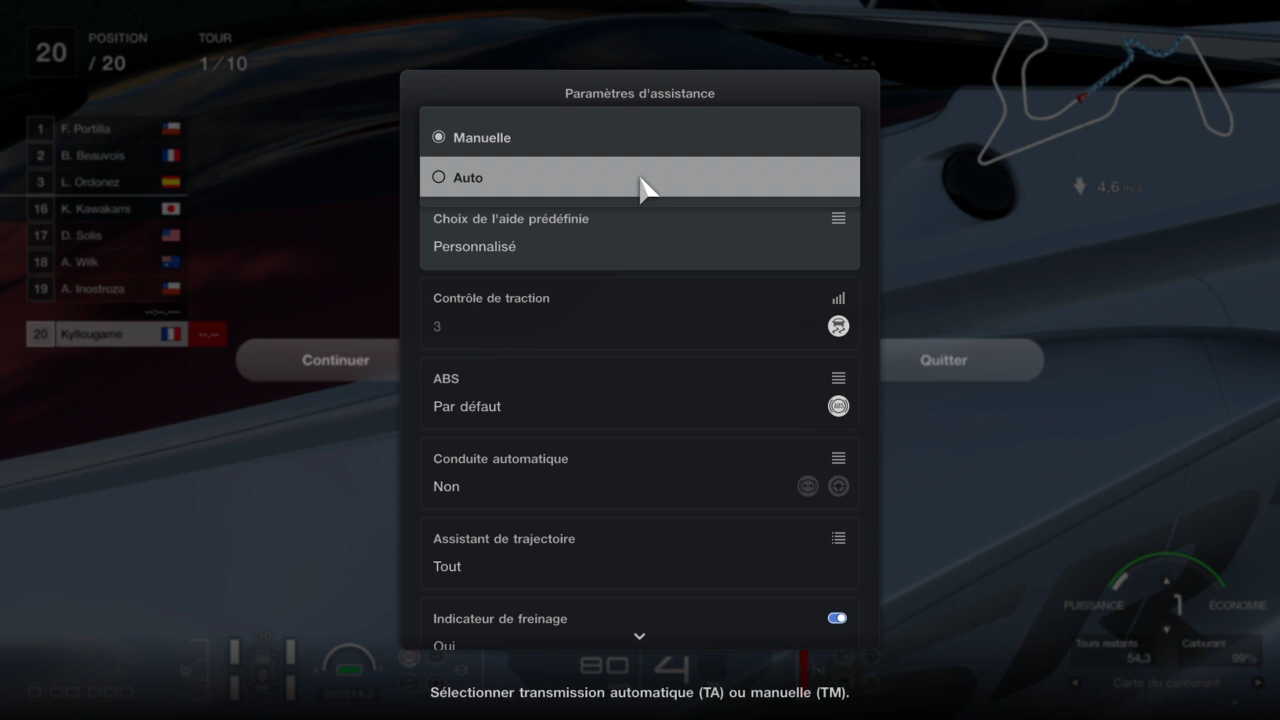 20
POSITION
/ 20
TOUR
1/10
1 F. Portilla
2 B. Beauvois
3 L. Ordonez
16 K. Kawakami
17 D. Solis
18 A. Wilk
19 A. Inostroza
--:--.---
20 Kyllougame --.--
Paramètres d'assistance
Manuelle
Auto
Choix de l'aide prédéfinie
Personnalisé
Contrôle de traction
3
ABS
Par défaut
ABS
Conduite automatique
Non
Assistant de trajectoire
Tout
Indicateur de freinage
Oui
Continuer
Quitter
4,6 m/s
PUISSANCE
ÉCONOMIE
Tours restants
54,3
Carburant
99%
Carte du carburant
80 4
Sélectionner transmission automatique (TA) ou manuelle (TM).